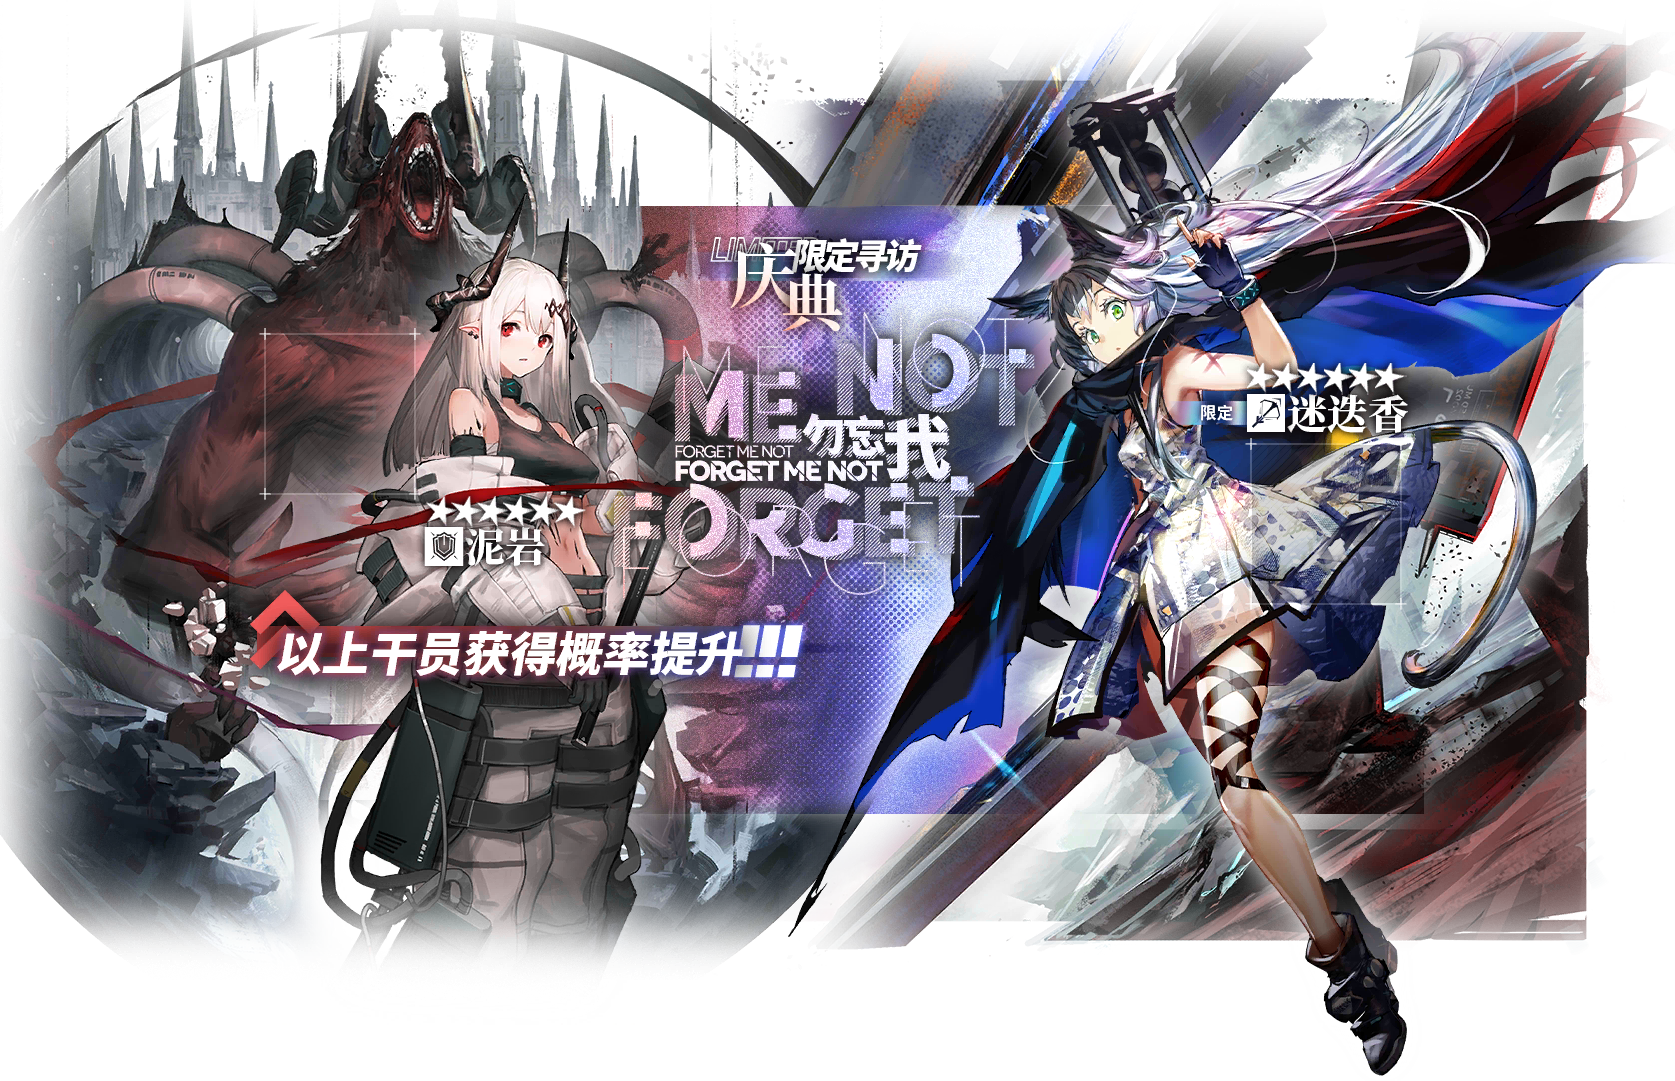 LIMITED
限定寻访
庆典
ME NOT
勿忘我
FORGET ME NOT
FORGET ME NOT
FORGET
★★★★★★
限定
迷迭香
★★★★★★
泥岩
以上干员获得概率提升!!!